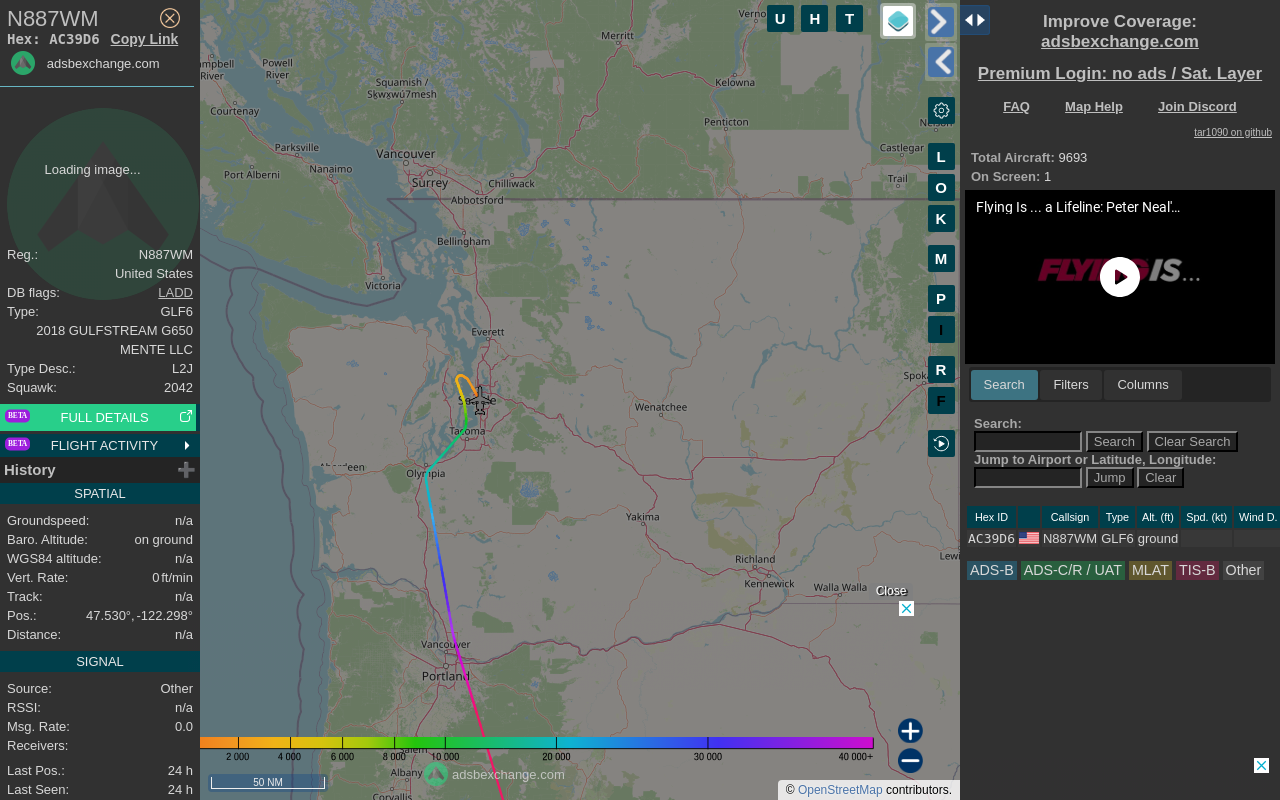 N887WM
Hex: AC39D6 Copy Link
adsbexchange.com
Loading image...
Reg.: N887WM
United States
DB flags: LADD
Type: GLF6
2018 GULFSTREAM G650
MENTE LLC
Type Desc.: L2J
Squawk: 2042
BETA FULL DETAILS
BETA FLIGHT ACTIVITY
History
SPATIAL
Groundspeed: n/a
Baro. Altitude: on ground
WGS84 altitude: n/a
Vert. Rate: 0 ft/min
Track: n/a
Pos.: 47.530°, -122.298°
Distance: n/a
SIGNAL
Source: Other
RSSI: n/a
Msg. Rate: 0.0
Receivers:
Last Pos.: 24 h
Last Seen: 24 h
U H T
Merritt
Powell
River
River
Squamish /
Sḵwx̱wú7mesh
Kelowna
Courtenay
Penticton
Parksville
Vancouver
Castlegar
Nanaimo
Port Alberni
Surrey
Chilliwack
Trail
Abbotsford
Bellingham
Victoria
Everett
Wenatchee
Tacoma
Aberdeen
Olympia
Yakima
Richland
Kennewick
Walla Walla
Vancouver
Portland
Albany
Corvallis
L
O
K
M
P
I
R
F
Close
2 000 4 000 6 000 8 000 10 000 20 000 30 000 40 000+
adsbexchange.com
50 NM
© OpenStreetMap contributors.
Improve Coverage:
adsbexchange.com
Premium Login: no ads / Sat. Layer
FAQ Map Help Join Discord
tar1090 on github
Total Aircraft: 9693
On Screen: 1
Flying Is ... a Lifeline: Peter Neal'...
FLYING IS...
Search Filters Columns
Search:
Search Clear Search
Jump to Airport or Latitude, Longitude:
Jump Clear
Hex ID Callsign Type Alt. (ft) Spd. (kt) Wind D.
AC39D6 N887WM GLF6 ground
ADS-B ADS-C/R / UAT MLAT TIS-B Other